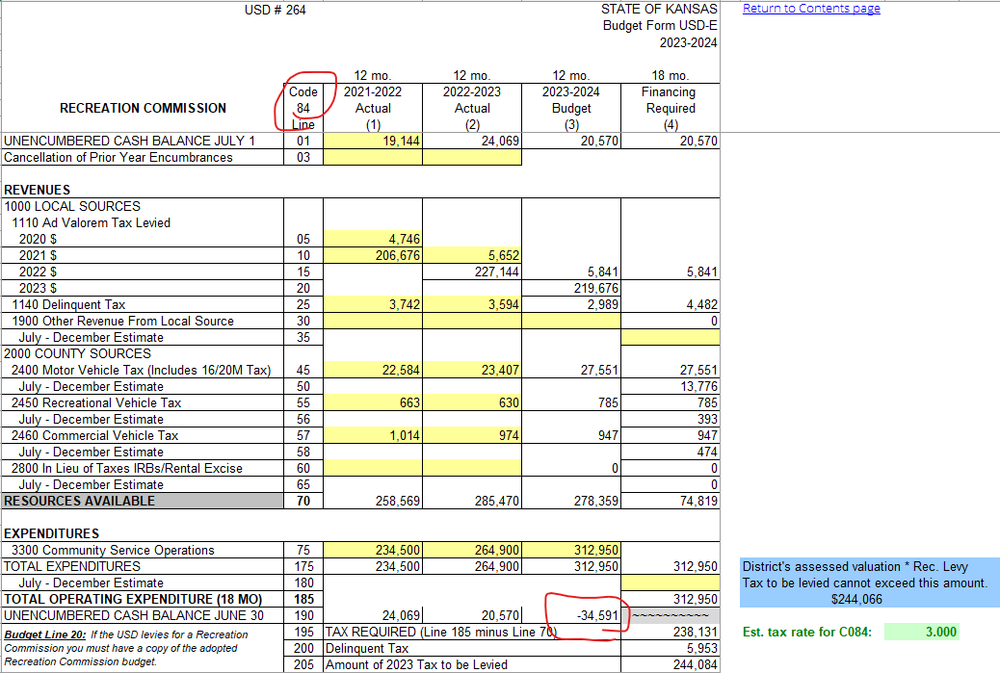 USD # 264 STATE OF KANSAS Return to Contents page
Budget Form USD-E
2023-2024
12 mo. 12 mo. 12 mo. 18 mo.
Code 2021-2022 2022-2023 2023-2024 Financing
RECREATION COMMISSION 84 Actual Actual Budget Required
Line (1) (2) (3) (4)
UNENCUMBERED CASH BALANCE JULY 1 01 19,144 24,069 20,570 20,570
Cancellation of Prior Year Encumbrances 03
REVENUES
1000 LOCAL SOURCES
1110 Ad Valorem Tax Levied
2020 $ 05 4,746
2021 $ 10 206,676 5,652
2022 $ 15 227,144 5,841 5,841
2023 $ 20 219,676
1140 Delinquent Tax 25 3,742 3,594 2,989 4,482
1900 Other Revenue From Local Source 30 0
July - December Estimate 35
2000 COUNTY SOURCES
2400 Motor Vehicle Tax (Includes 16/20M Tax) 45 22,584 23,407 27,551 27,551
July - December Estimate 50 13,776
2450 Recreational Vehicle Tax 55 663 630 785 785
July - December Estimate 56 393
2460 Commercial Vehicle Tax 57 1,014 974 947 947
July - December Estimate 58 474
2800 In Lieu of Taxes IRBs/Rental Excise 60 0 0
July - December Estimate 65 0
RESOURCES AVAILABLE 70 258,569 285,470 278,359 74,819
EXPENDITURES
3300 Community Service Operations 75 234,500 264,900 312,950
TOTAL EXPENDITURES 175 234,500 264,900 312,950 312,950
July - December Estimate 180
TOTAL OPERATING EXPENDITURE (18 MO) 185 312,950
UNENCUMBERED CASH BALANCE JUNE 30 190 24,069 20,570 -34,591 ~~~~~~~~~~
195 TAX REQUIRED (Line 185 minus Line 70) 238,131
200 Delinquent Tax 5,953
205 Amount of 2023 Tax to be Levied 244,084
Budget Line 20: If the USD levies for a Recreation
Commission you must have a copy of the adopted
Recreation Commission budget.
District's assessed valuation * Rec. Levy
Tax to be levied cannot exceed this amount.
$244,066
Est. tax rate for C084: 3.000